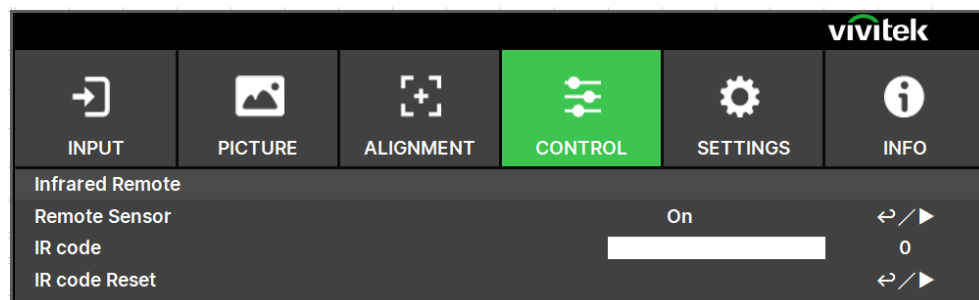 vivitek
INPUT PICTURE ALIGNMENT CONTROL SETTINGS INFO
Infrared Remote
Remote Sensor On ↩/▶
IR code 0
IR code Reset ↩/▶